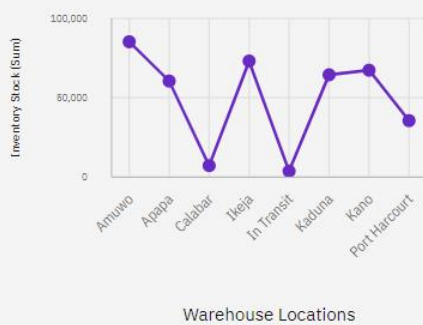 100,000
50,000
0
Inventory Stock (Sum)
Amuwo
Apapa
Calabar
Ikeja
In Transit
Kaduna
Kano
Port Harcourt
Warehouse Locations